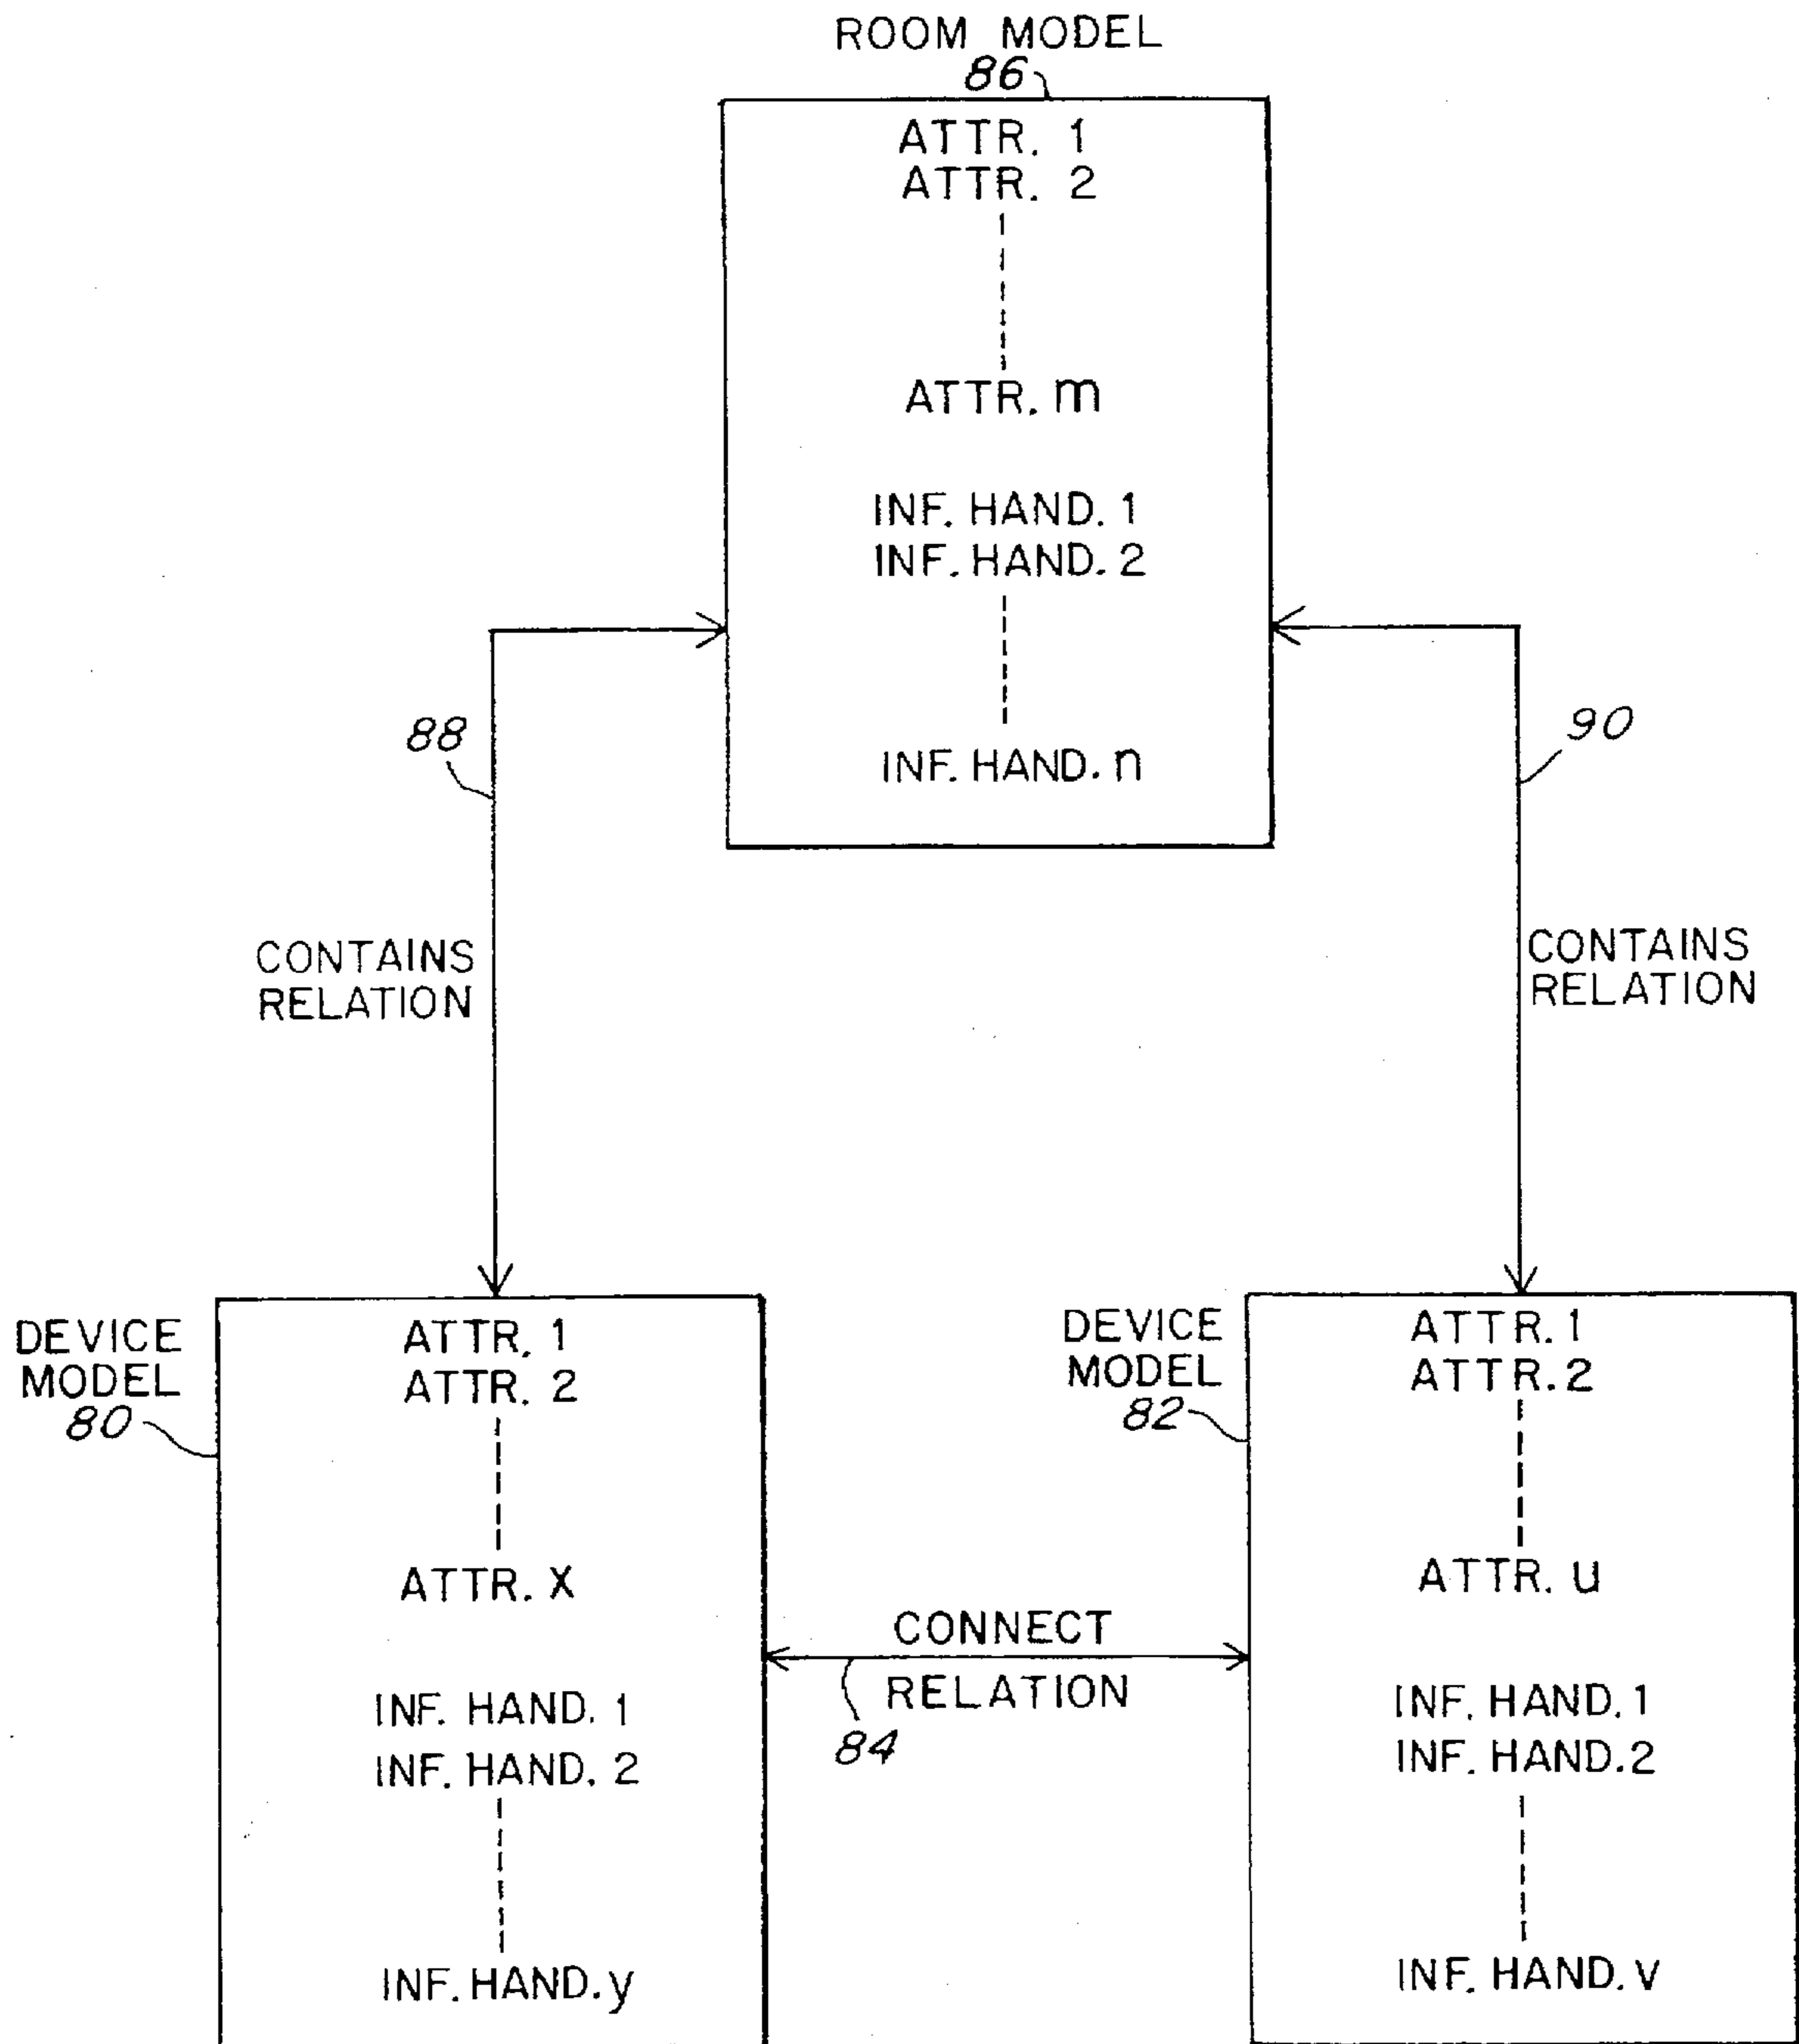 ROOM MODEL
86
ATTR. 1
ATTR. 2
ATTR. m
INF. HAND. 1
INF. HAND. 2
INF. HAND. n
88
90
CONTAINS
RELATION
CONTAINS
RELATION
DEVICE
MODEL
80
ATTR. 1
ATTR. 2
ATTR. x
INF. HAND. 1
INF. HAND. 2
INF. HAND. y
CONNECT
RELATION
84
DEVICE
MODEL
82
ATTR. 1
ATTR. 2
ATTR. u
INF. HAND. 1
INF. HAND. 2
INF. HAND. v